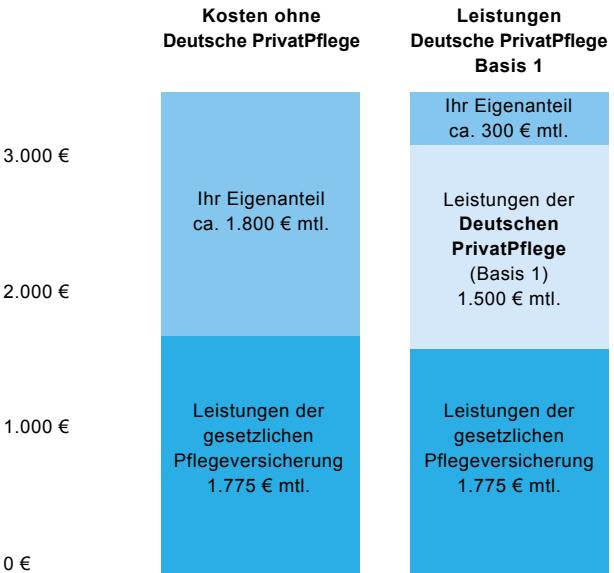 Kosten ohne
Deutsche PrivatPflege
Leistungen
Deutsche PrivatPflege
Basis 1
3.000 €
2.000 €
1.000 €
0 €
Ihr Eigenanteil
ca. 1.800 € mtl.
Leistungen der
gesetzlichen
Pflegeversicherung
1.775 € mtl.
Ihr Eigenanteil
ca. 300 € mtl.
Leistungen der
Deutschen
PrivatPflege
(Basis 1)
1.500 € mtl.
Leistungen der
gesetzlichen
Pflegeversicherung
1.775 € mtl.